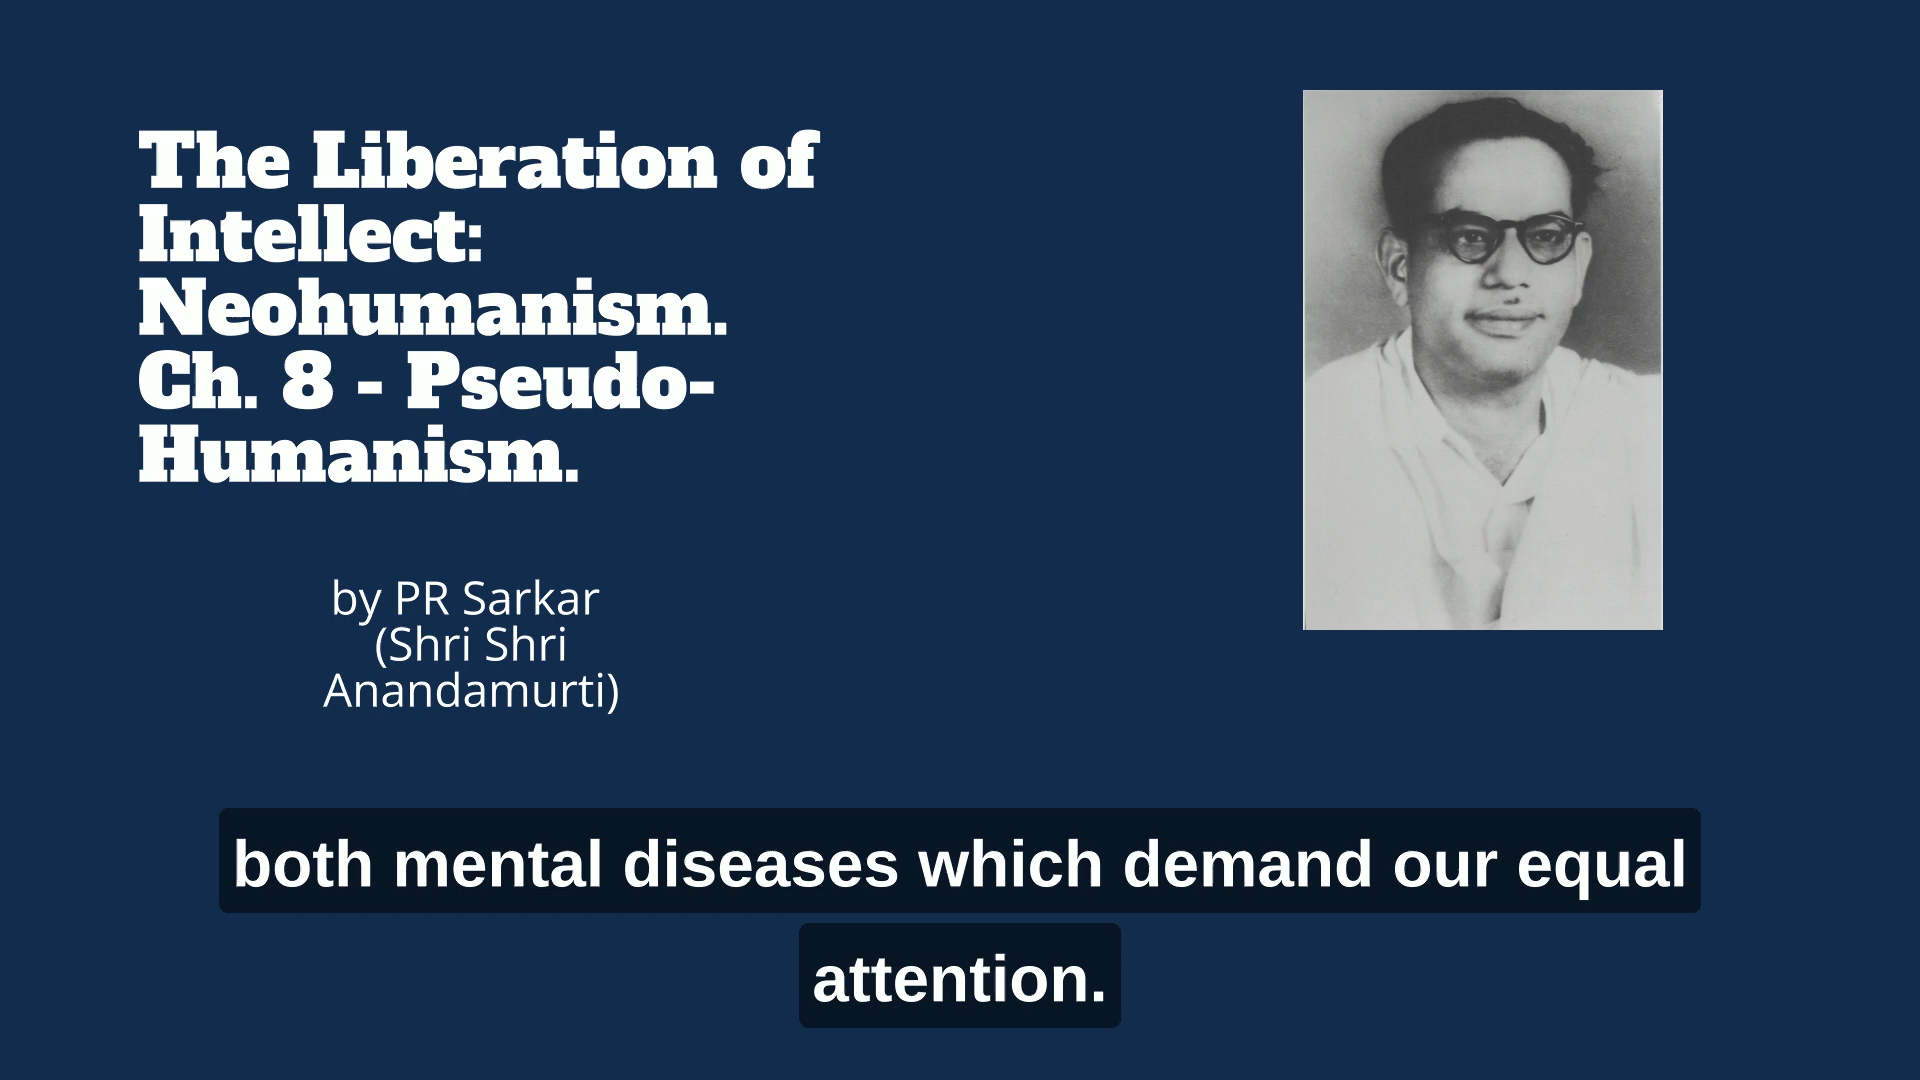 The Liberation of
Intellect:
Neohumanism.
Ch. 8 - Pseudo-
Humanism.
by PR Sarkar
(Shri Shri
Anandamurti)
both mental diseases which demand our equal
attention.